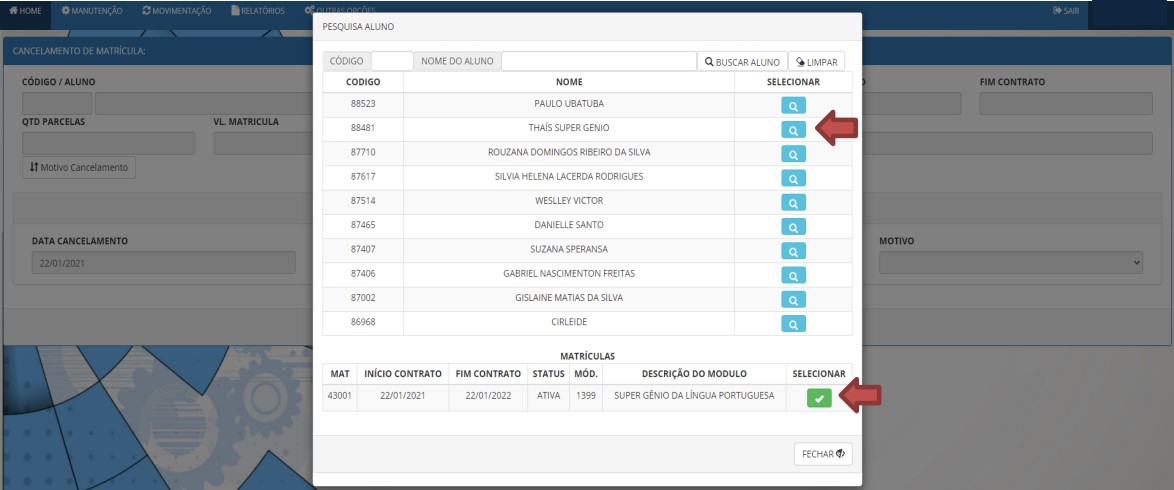 HOME MANUTENÇÃO MOVIMENTAÇÃO RELATÓRIOS OUTRAS OPÇÕES SAIR
CANCELAMENTO DE MATRÍCULA:
CÓDIGO / ALUNO FIM CONTRATO
QTD PARCELAS VL. MATRICULA
Motivo Cancelamento
DATA CANCELAMENTO MOTIVO
22/01/2021
PESQUISA ALUNO
CÓDIGO NOME DO ALUNO BUSCAR ALUNO LIMPAR
CODIGO NOME SELECIONAR
88523 PAULO UBATUBA
88481 THAÍS SUPER GENIO
87710 ROUZANA DOMINGOS RIBEIRO DA SILVA
87617 SILVIA HELENA LACERDA RODRIGUES
87514 WESLLEY VICTOR
87465 DANIELLE SANTO
87407 SUZANA SPERANSA
87406 GABRIEL NASCIMENTON FREITAS
87002 GISLAINE MATIAS DA SILVA
86968 CIRLEIDE
MATRÍCULAS
MAT INÍCIO CONTRATO FIM CONTRATO STATUS MÓD. DESCRIÇÃO DO MODULO SELECIONAR
43001 22/01/2021 22/01/2022 ATIVA 1399 SUPER GÊNIO DA LÍNGUA PORTUGUESA
FECHAR